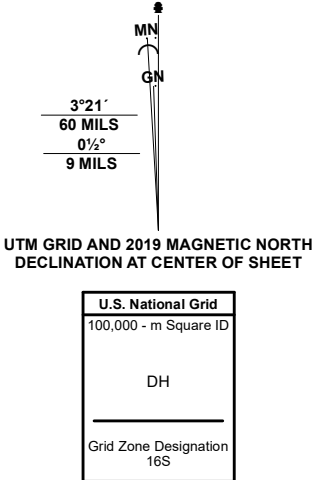 MN
GN
3°21´
60 MILS
0½°
9 MILS
UTM GRID AND 2019 MAGNETIC NORTH
DECLINATION AT CENTER OF SHEET
U.S. National Grid
100,000 - m Square ID
DH
Grid Zone Designation
16S